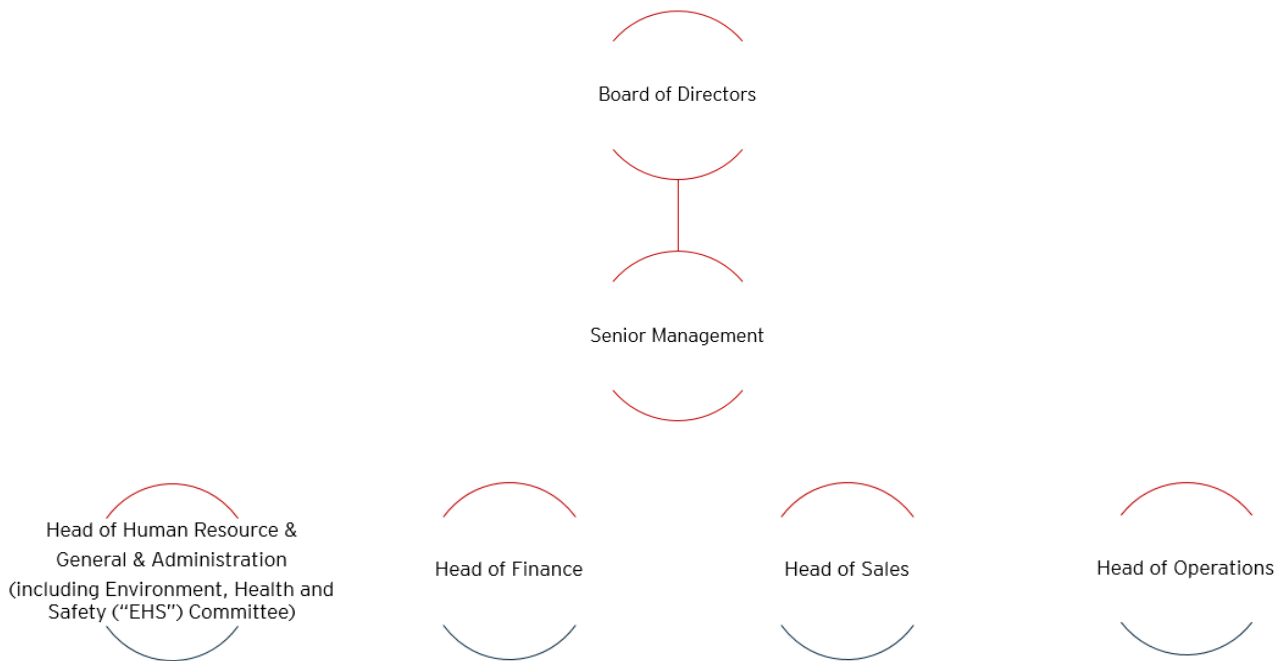 Board of Directors
Senior Management
Head of Human Resource &
General & Administration
(including Environment, Health and
Safety (“EHS”) Committee)
Head of Finance
Head of Sales
Head of Operations